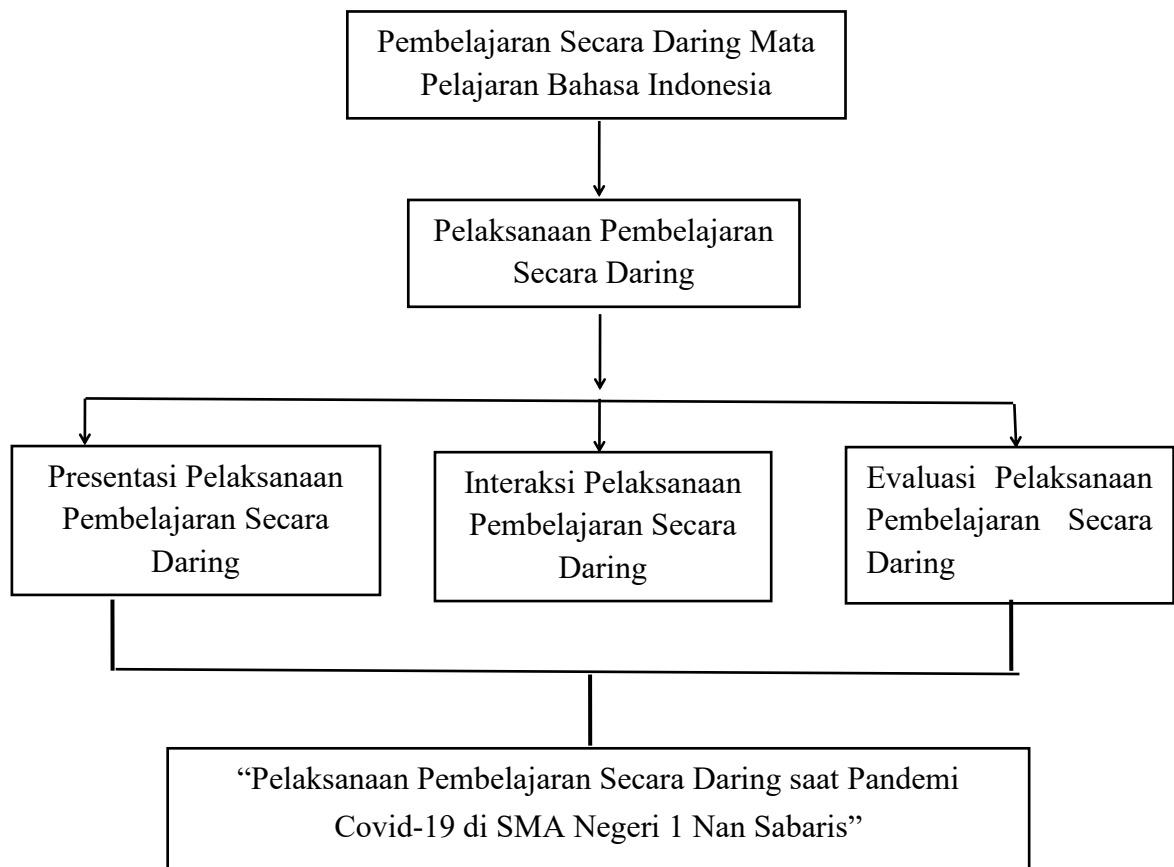 Pembelajaran Secara Daring Mata
Pelajaran Bahasa Indonesia
Pelaksanaan Pembelajaran
Secara Daring
Presentasi Pelaksanaan
Pembelajaran Secara
Daring
Interaksi Pelaksanaan
Pembelajaran Secara
Daring
Evaluasi Pelaksanaan
Pembelajaran Secara
Daring
“Pelaksanaan Pembelajaran Secara Daring saat Pandemi
Covid-19 di SMA Negeri 1 Nan Sabaris”